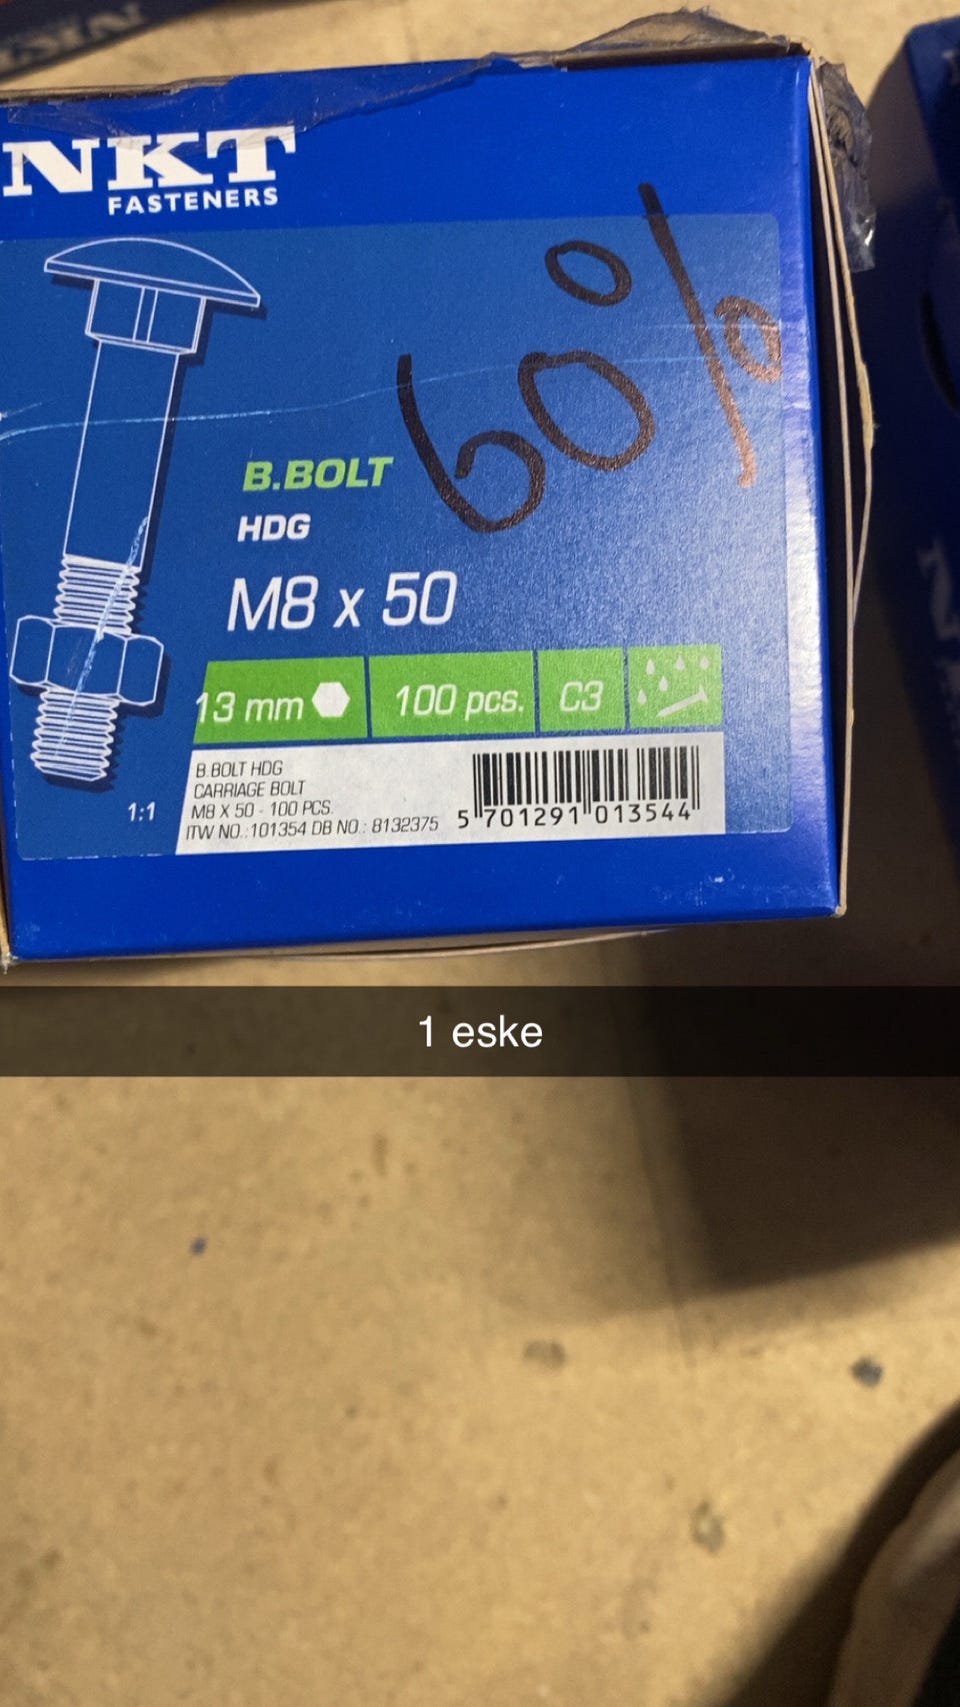 NKT
FASTENERS
60%
B.BOLT
HDG
M8 x 50
13 mm
100 pcs.
C3
B.BOLT HDG
CARRIAGE BOLT
M8 X 50 - 100 PCS.
ITW NO.:101354 DB NO.: 8132375
5 701291 013544
1:1
1 eske